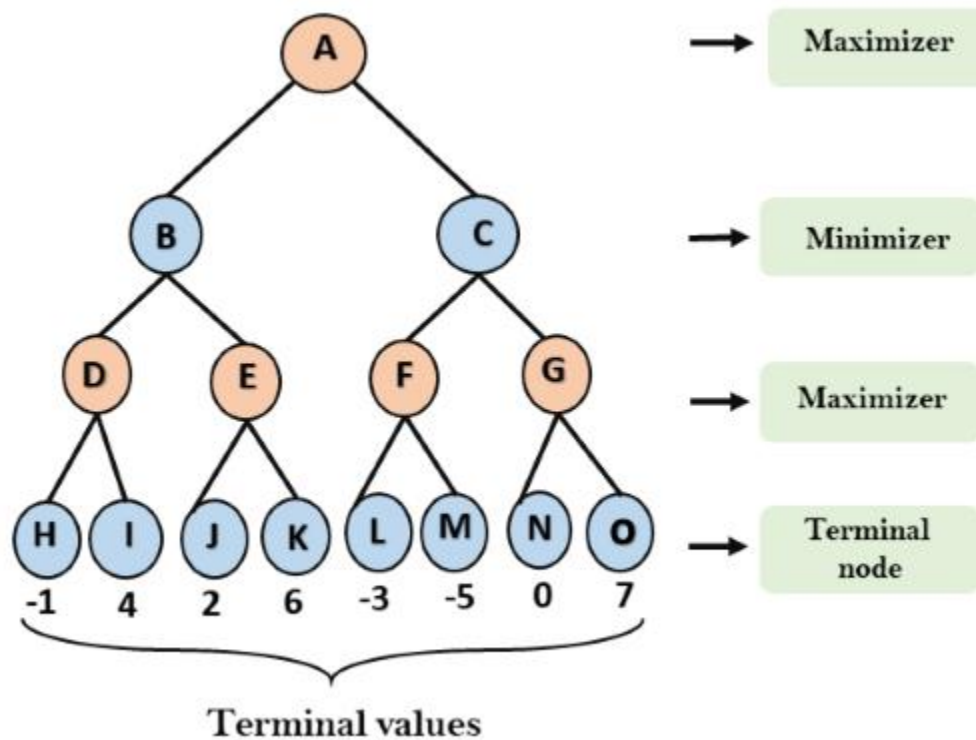 A
Maximizer
B
C
Minimizer
D
E
F
G
Maximizer
H
I
J
K
L
M
N
O
Terminal
node
-1
4
2
6
-3
-5
0
7
Terminal values